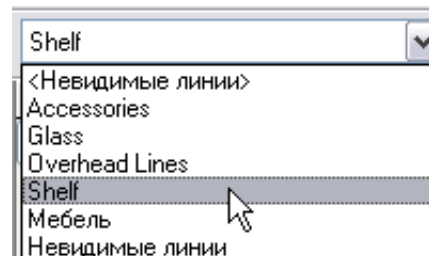 Shelf
<Невидимые линии>
Accessories
Glass
Overhead Lines
Shelf
Мебель
Невидимые линии